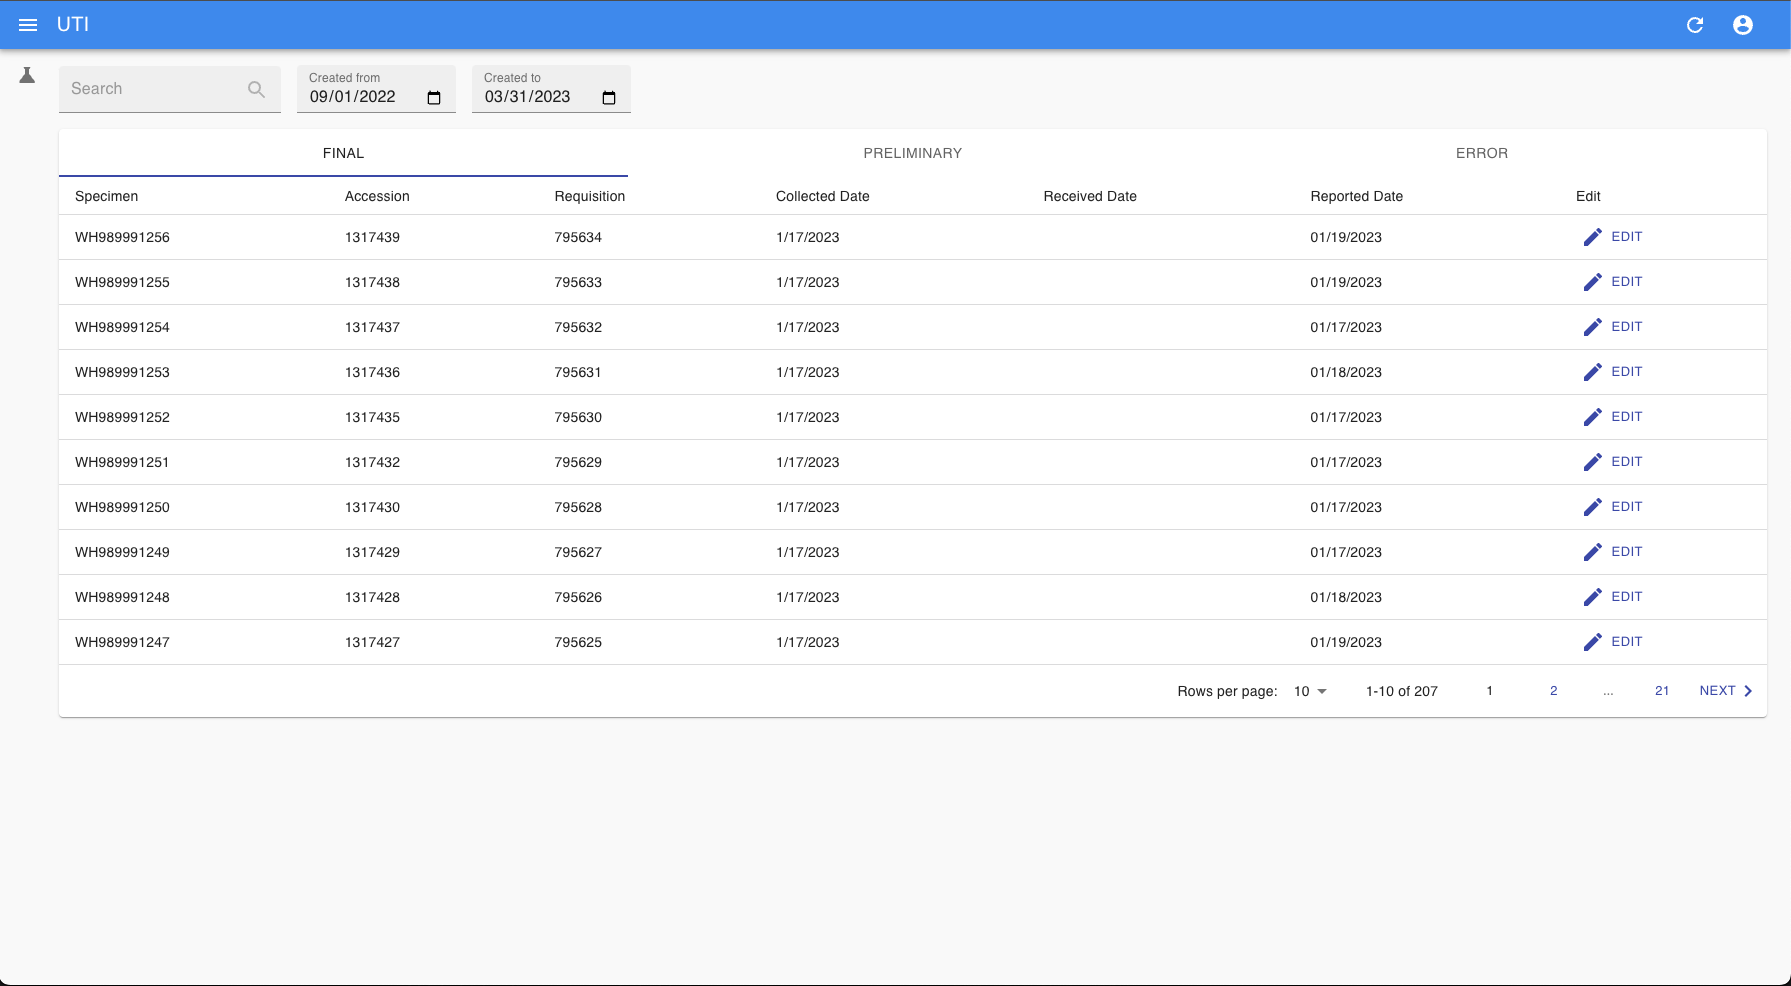 UTI
Search
Created from
09/01/2022
Created to
03/31/2023
FINAL PRELIMINARY ERROR
Specimen Accession Requisition Collected Date Received Date Reported Date Edit
WH989991256 1317439 795634 1/17/2023 01/19/2023 EDIT
WH989991255 1317438 795633 1/17/2023 01/19/2023 EDIT
WH989991254 1317437 795632 1/17/2023 01/17/2023 EDIT
WH989991253 1317436 795631 1/17/2023 01/18/2023 EDIT
WH989991252 1317435 795630 1/17/2023 01/17/2023 EDIT
WH989991251 1317432 795629 1/17/2023 01/17/2023 EDIT
WH989991250 1317430 795628 1/17/2023 01/17/2023 EDIT
WH989991249 1317429 795627 1/17/2023 01/17/2023 EDIT
WH989991248 1317428 795626 1/17/2023 01/18/2023 EDIT
WH989991247 1317427 795625 1/17/2023 01/19/2023 EDIT
Rows per page: 10 1-10 of 207 1 2 ... 21 NEXT